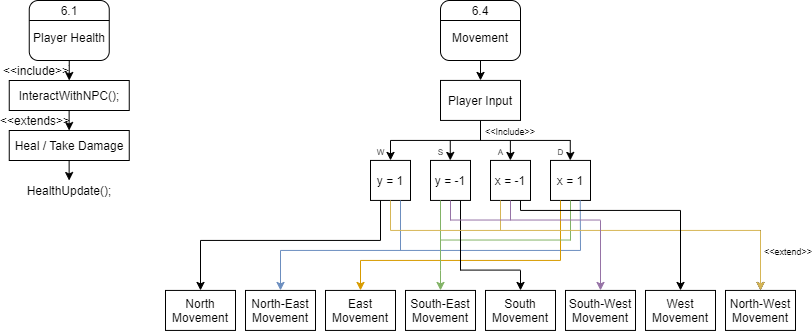 6.1
Player Health
<<include>>
InteractWithNPC();
<<extends>>
Heal / Take Damage
HealthUpdate();
6.4
Movement
Player Input
<<Include>>
W
S
A
D
y = 1
y = -1
x = -1
x = 1
<<extend>>
North
Movement
North-East
Movement
East
Movement
South-East
Movement
South
Movement
South-West
Movement
West
Movement
North-West
Movement